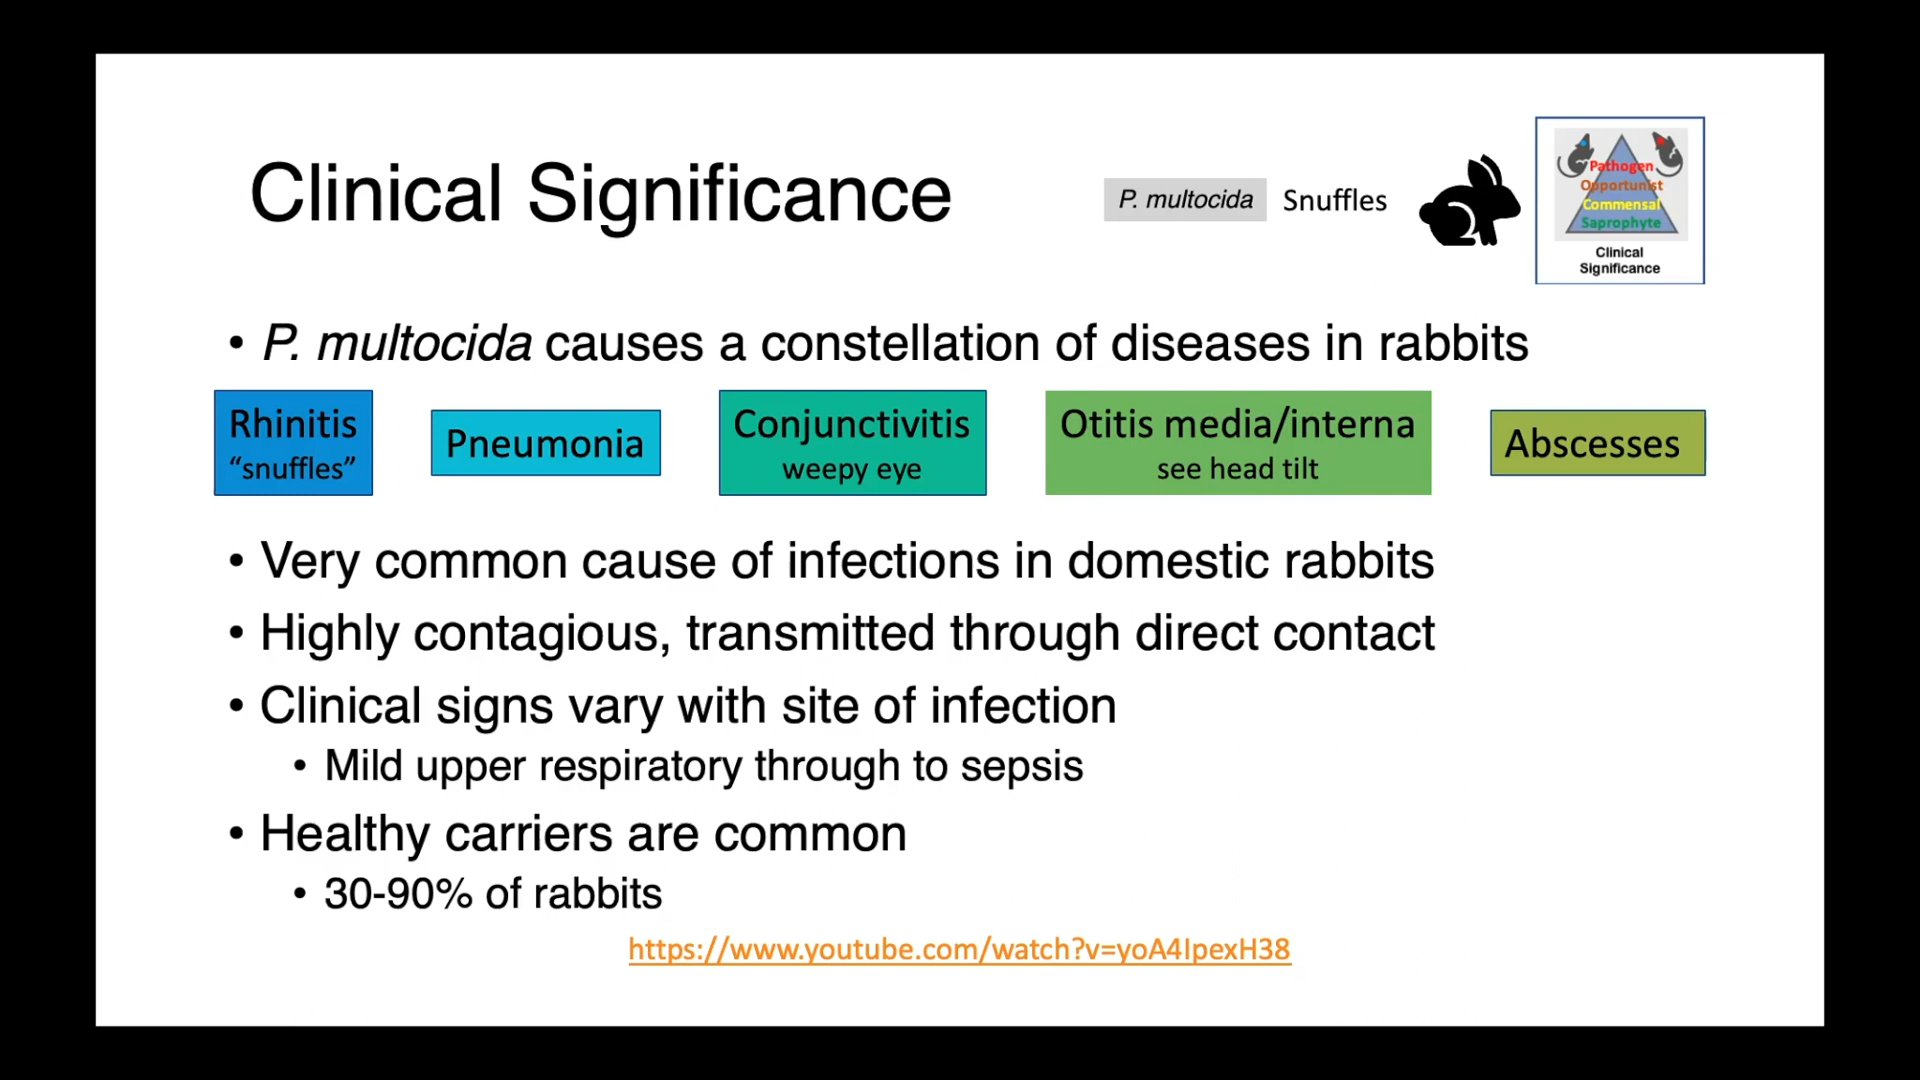 Clinical Significance
P. multocida Snuffles
Pathogen
Opportunist
Commensal
Saprophyte
Clinical
Significance
• P. multocida causes a constellation of diseases in rabbits
Rhinitis
“snuffles”
Pneumonia
Conjunctivitis
weepy eye
Otitis media/interna
see head tilt
Abscesses
• Very common cause of infections in domestic rabbits
• Highly contagious, transmitted through direct contact
• Clinical signs vary with site of infection
• Mild upper respiratory through to sepsis
• Healthy carriers are common
• 30-90% of rabbits
https://www.youtube.com/watch?v=yoA4IpexH38